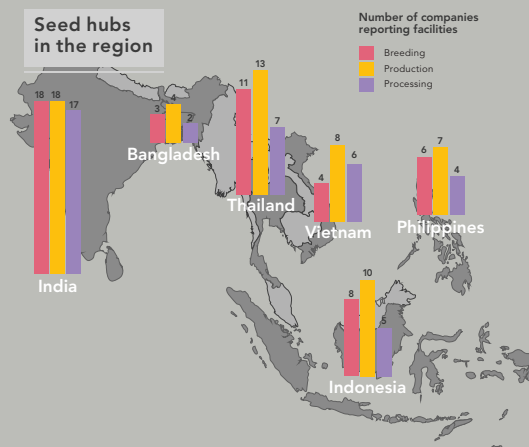 Seed hubs
in the region
Number of companies
reporting facilities
Breeding
Production
Processing
18 18 17
India
3 4 2
Bangladesh
11 13 7
Thailand
4 8 6
Vietnam
6 7 4
Philippines
8 10 5
Indonesia